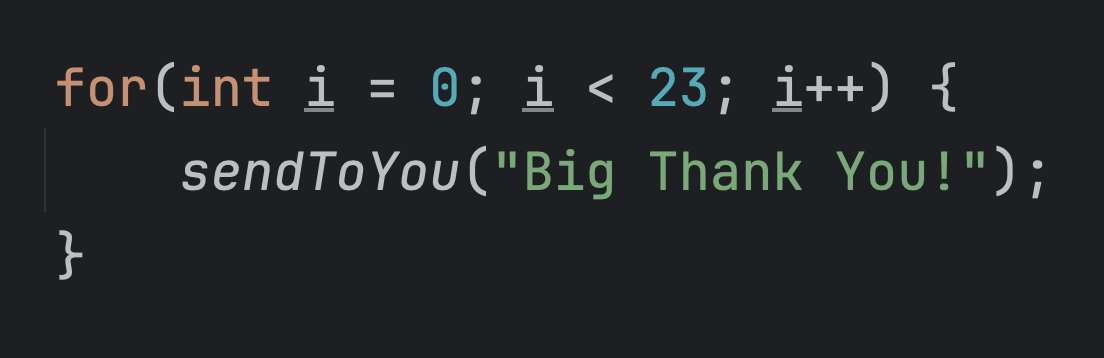 for(int i = 0; i < 23; i++) {
    sendToYou("Big Thank You!");
}